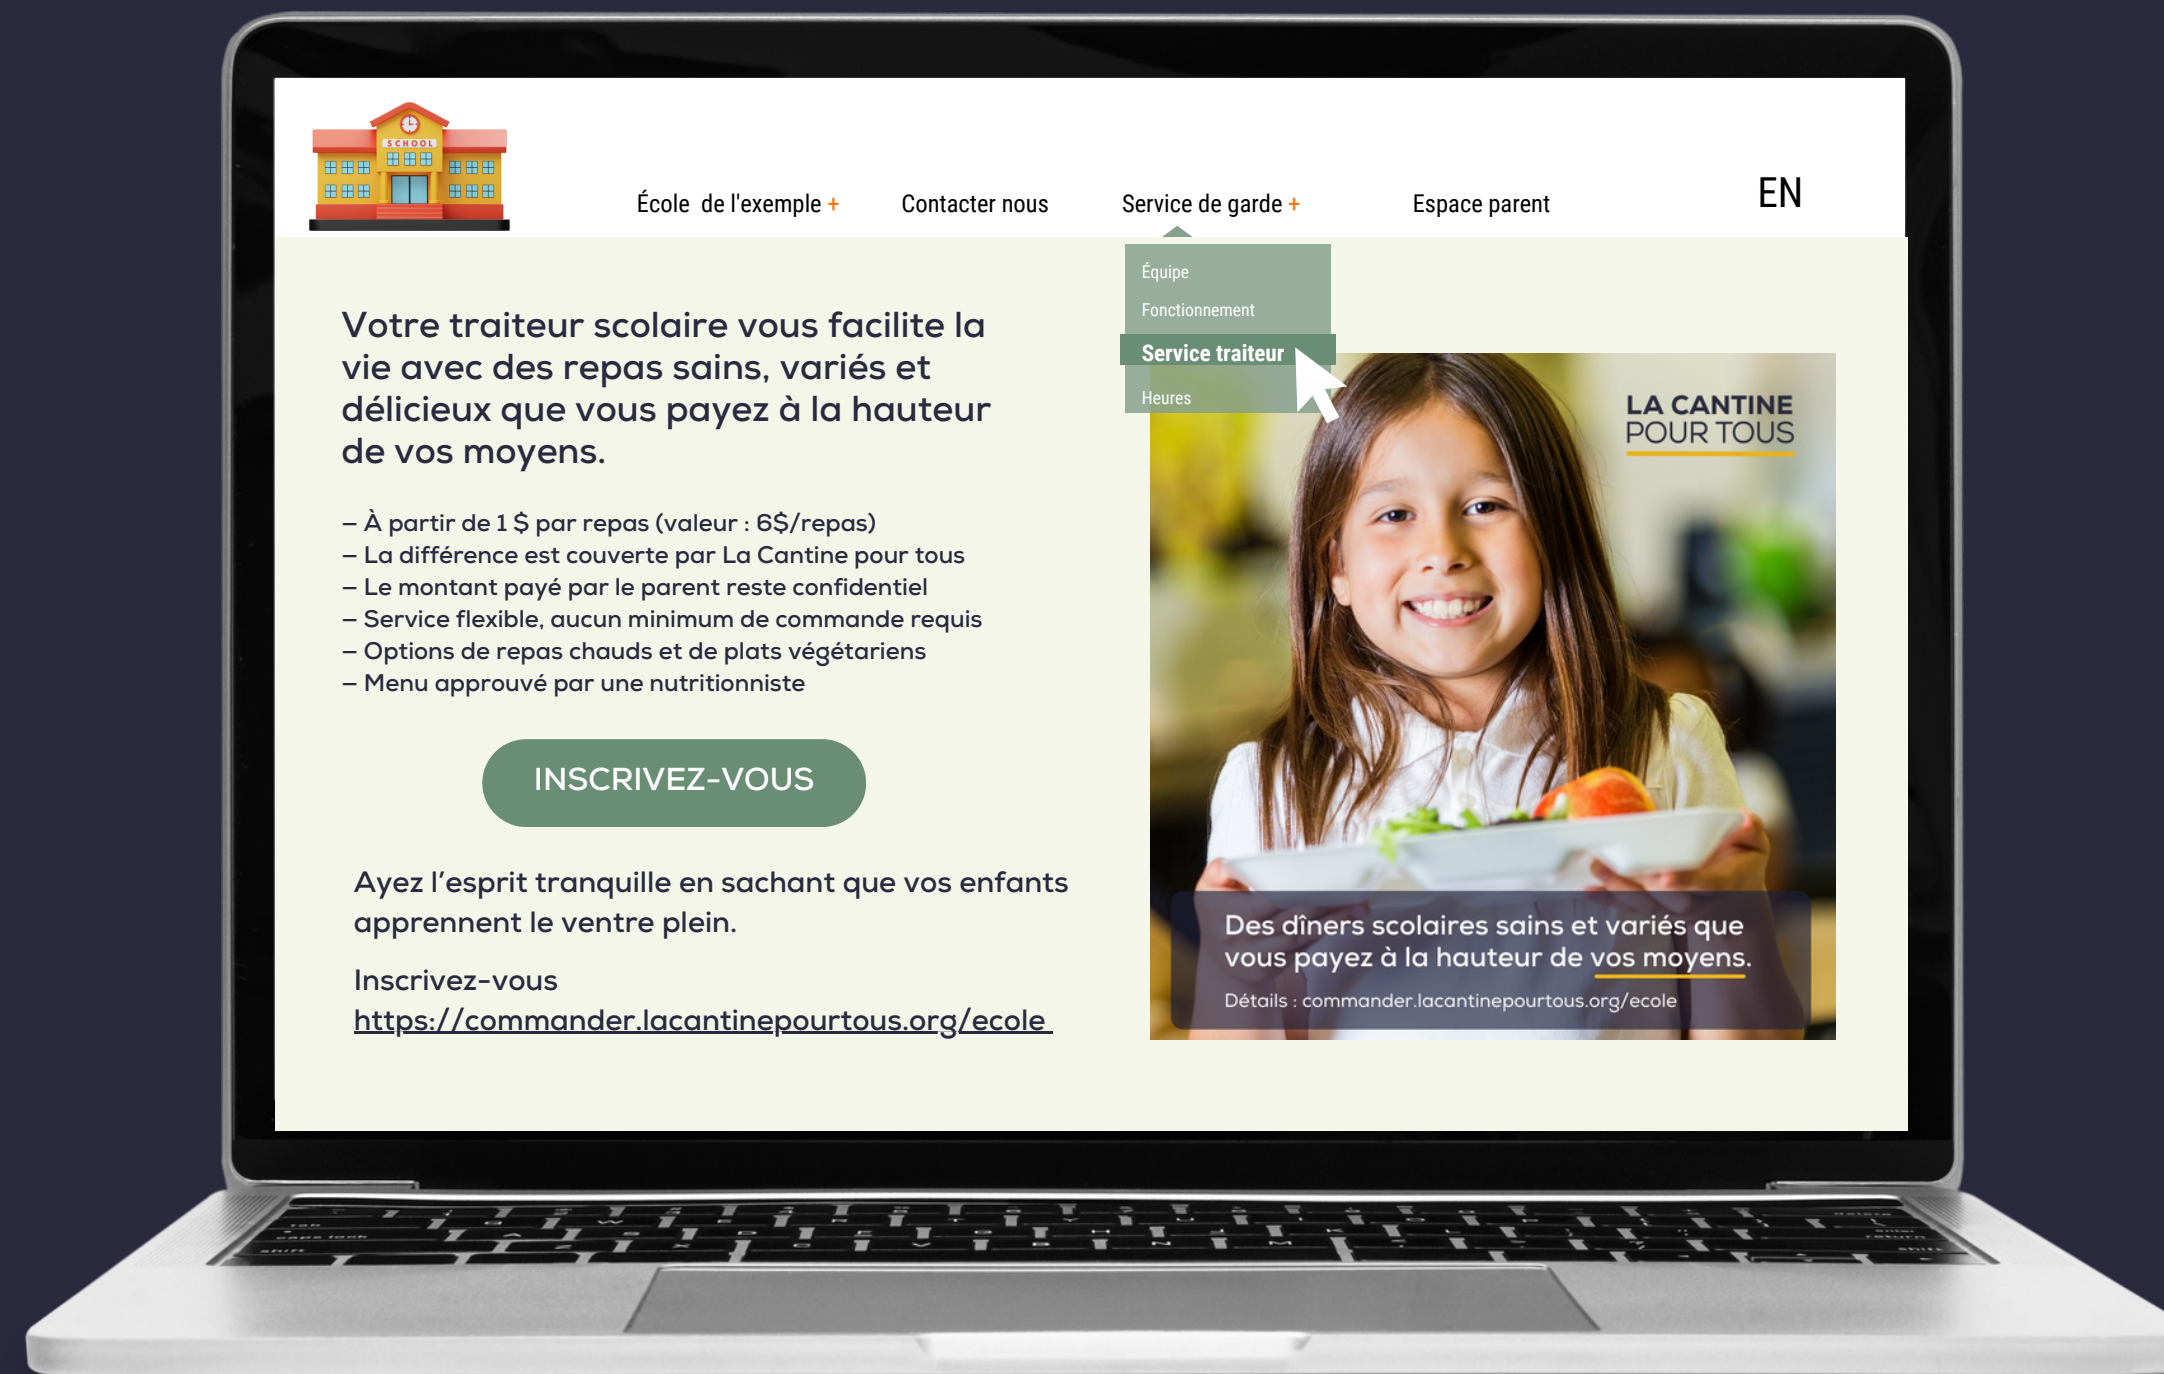 SCHOOL
École de l'exemple +
Contacter nous
Service de garde +
Espace parent
EN
Équipe
Fonctionnement
Service traiteur
Heures
Votre traiteur scolaire vous facilite la
vie avec des repas sains, variés et
délicieux que vous payez à la hauteur
de vos moyens.
– À partir de 1 $ par repas (valeur : 6$/repas)
– La différence est couverte par La Cantine pour tous
– Le montant payé par le parent reste confidentiel
– Service flexible, aucun minimum de commande requis
– Options de repas chauds et de plats végétariens
– Menu approuvé par une nutritionniste
INSCRIVEZ-VOUS
Ayez l’esprit tranquille en sachant que vos enfants
apprennent le ventre plein.
Inscrivez-vous
https://commander.lacantinepourtous.org/ecole
LA CANTINE
POUR TOUS
Des dîners scolaires sains et variés que
vous payez à la hauteur de vos moyens.
Détails : commander.lacantinepourtous.org/ecole